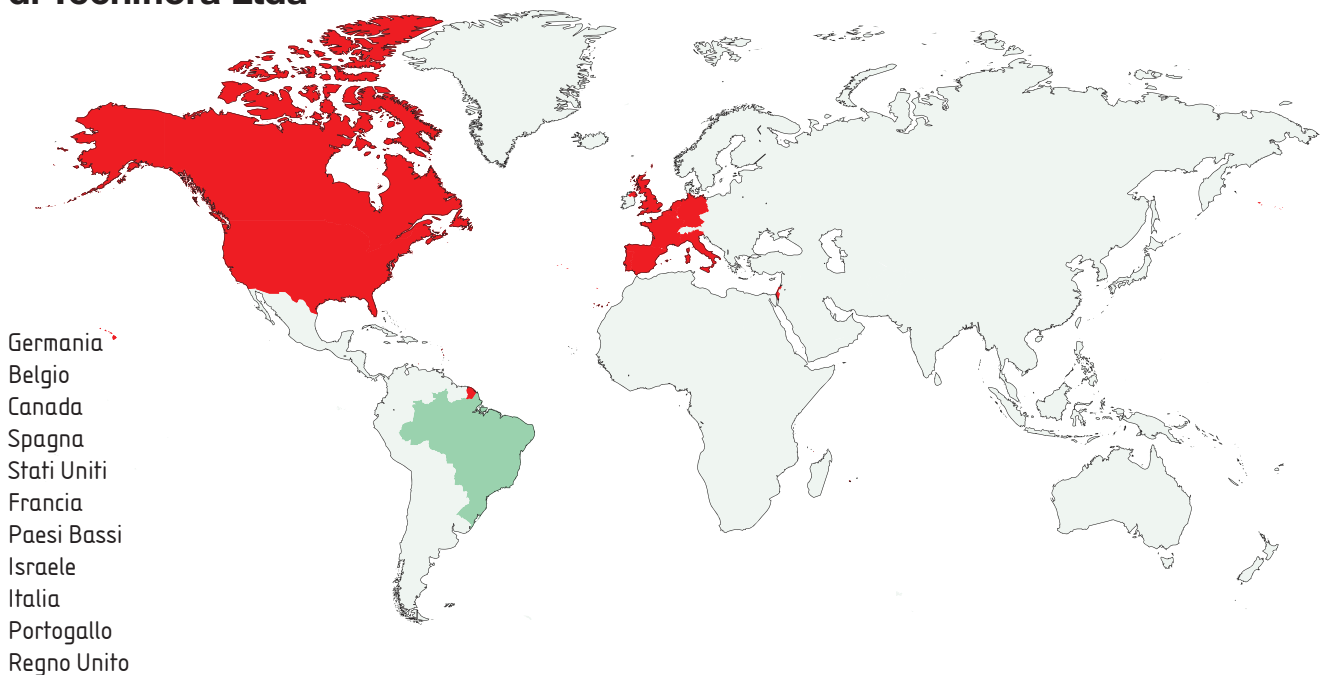 Germania
Belgio
Canada
Spagna
Stati Uniti
Francia
Paesi Bassi
Israele
Italia
Portogallo
Regno Unito